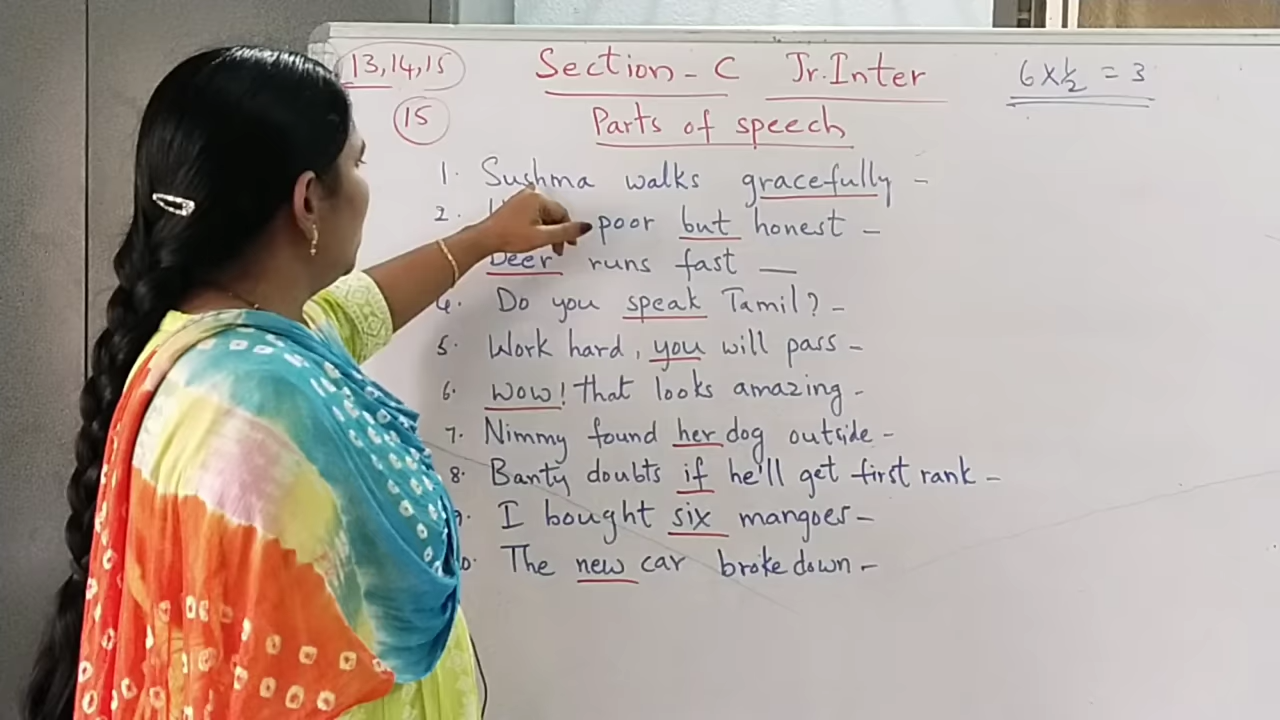 13,14,15 Section - C Jr. Inter 6 x 1/2 = 3
15 Parts of speech
1. Sushma walks gracefully -
2. poor but honest -
Deer runs fast —
4. Do you speak Tamil? -
5. Work hard, you will pass -
6. Wow! that looks amazing -
7. Nimmy found her dog outside -
8. Banty doubts if he'll get first rank -
9. I bought six mangoes -
The new car broke down -